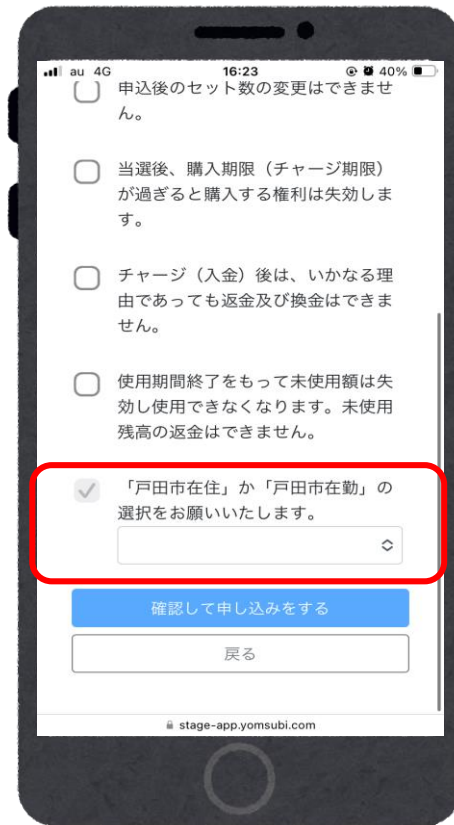 au 4G 16:23 40%
申込後のセット数の変更はできませ
ん。
当選後、購入期限（チャージ期限）
が過ぎると購入する権利は失効しま
す。
チャージ（入金）後は、いかなる理
由であっても返金及び換金はできま
せん。
使用期間終了をもって未使用額は失
効し使用できなくなります。未使用
残高の返金はできません。
「戸田市在住」か「戸田市在勤」の
選択をお願いいたします。
確認して申し込みをする
戻る
stage-app.yomsubi.com